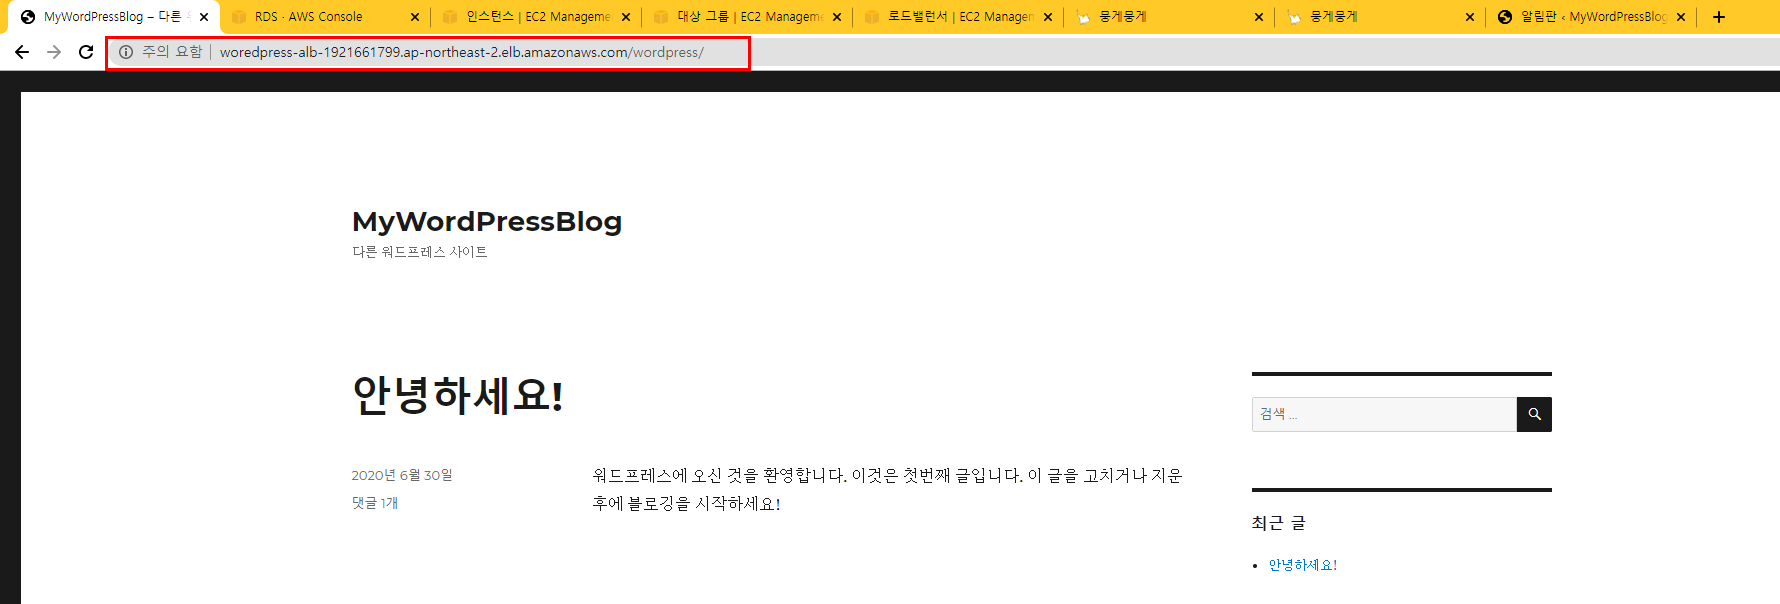 MyWordPressBlog – 다른
RDS · AWS Console
인스턴스 | EC2 Manageme
대상 그룹 | EC2 Manageme
로드밸런서 | EC2 Manager
뭉게뭉게
뭉게뭉게
알림판 ‹ MyWordPressBlog
주의 요함 | woredpress-alb-1921661799.ap-northeast-2.elb.amazonaws.com/wordpress/
MyWordPressBlog
다른 워드프레스 사이트
안녕하세요!
검색 ...
2020년 6월 30일
댓글 1개
워드프레스에 오신 것을 환영합니다. 이것은 첫번째 글입니다. 이 글을 고치거나 지운
후에 블로깅을 시작하세요!
최근 글
안녕하세요!